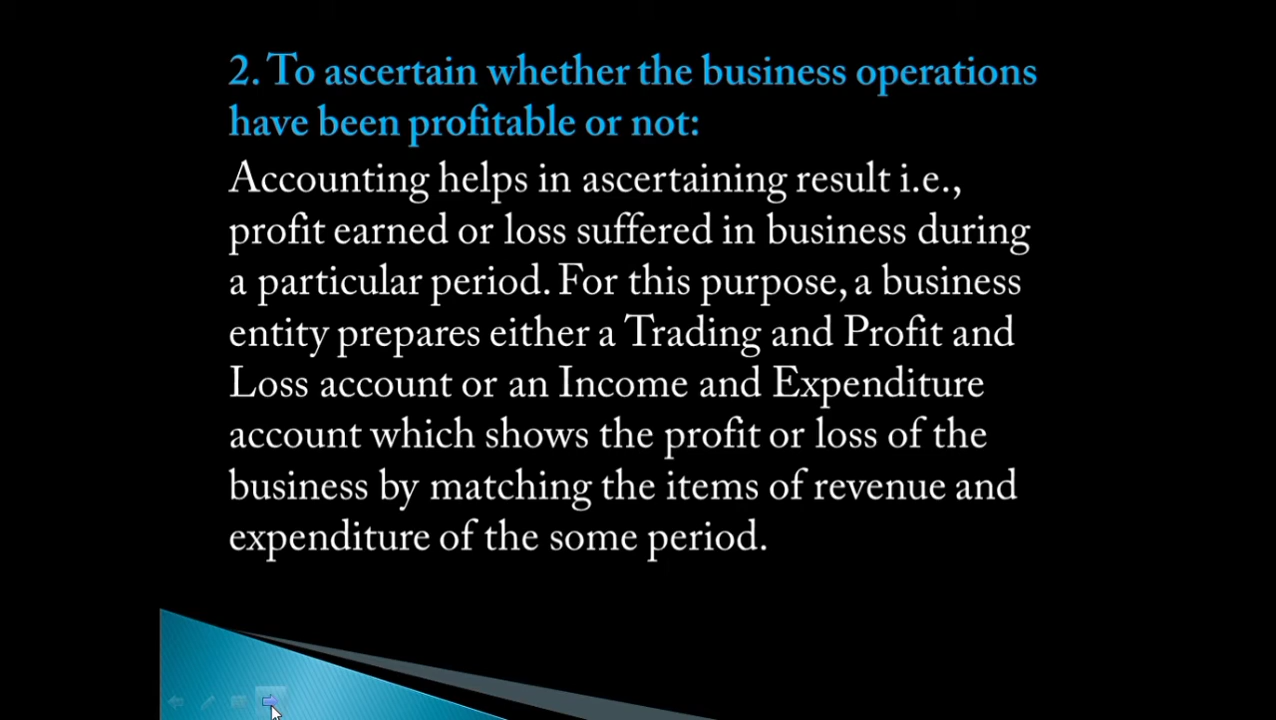 2. To ascertain whether the business operations
have been profitable or not:
Accounting helps in ascertaining result i.e.,
profit earned or loss suffered in business during
a particular period. For this purpose, a business
entity prepares either a Trading and Profit and
Loss account or an Income and Expenditure
account which shows the profit or loss of the
business by matching the items of revenue and
expenditure of the some period.